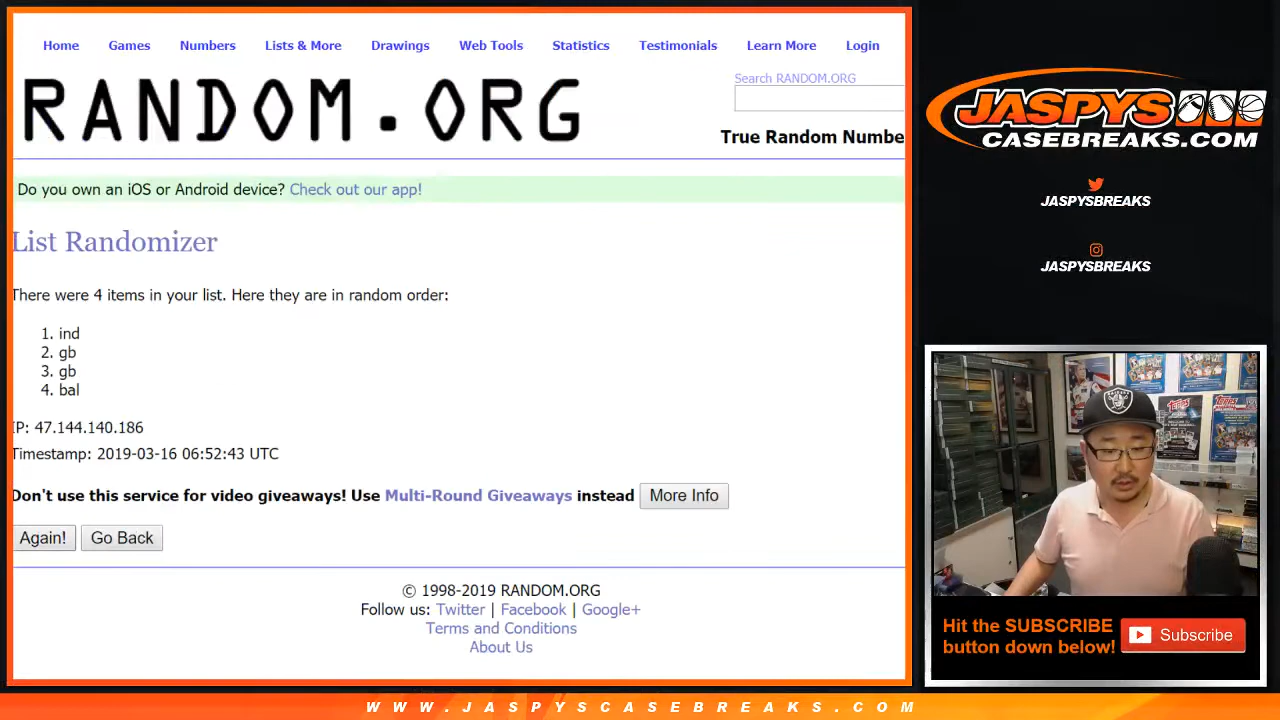 Home Games Numbers Lists & More Drawings Web Tools Statistics Testimonials Learn More Login
RANDOM.ORG
Search RANDOM.ORG
True Random Numbe
Do you own an iOS or Android device? Check out our app!
List Randomizer
There were 4 items in your list. Here they are in random order:
1. ind
2. gb
3. gb
4. bal
IP: 47.144.140.186
Timestamp: 2019-03-16 06:52:43 UTC
Don't use this service for video giveaways! Use Multi-Round Giveaways instead More Info
Again! Go Back
© 1998-2019 RANDOM.ORG
Follow us: Twitter | Facebook | Google+
Terms and Conditions
About Us
JASPYS
CASEBREAKS.COM
JASPYSBREAKS
JASPYSBREAKS
Topps
Hit the SUBSCRIBE
button down below!
Subscribe
WWW.JASPYSCASEBREAKS.COM